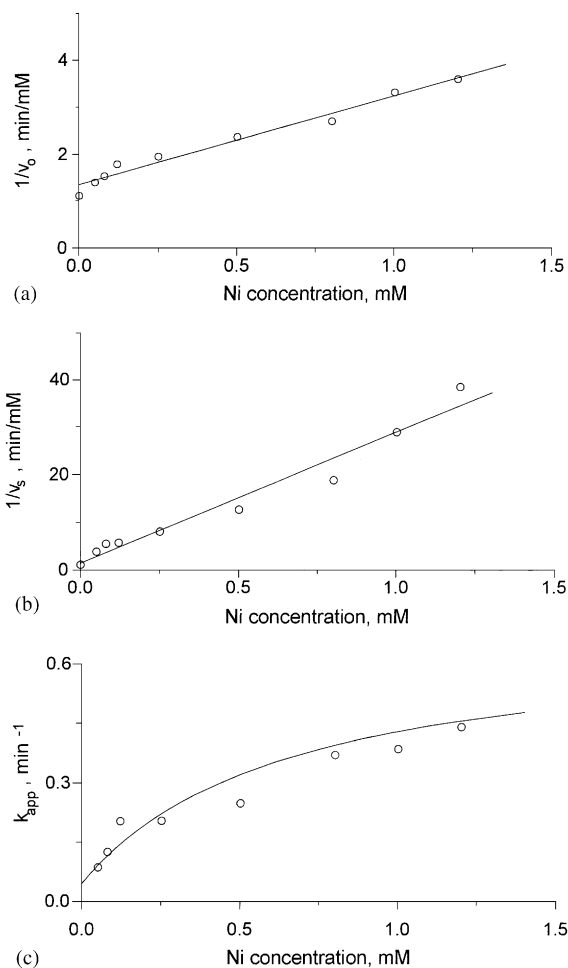 4
2
0
1/vo , min/mM
0.0 0.5 1.0 1.5
Ni concentration, mM
(a)
40
20
0
1/vs , min/mM
0.0 0.5 1.0 1.5
Ni concentration, mM
(b)
0.6
0.3
0.0
kapp , min -1
0.0 0.5 1.0 1.5
Ni concentration, mM
(c)